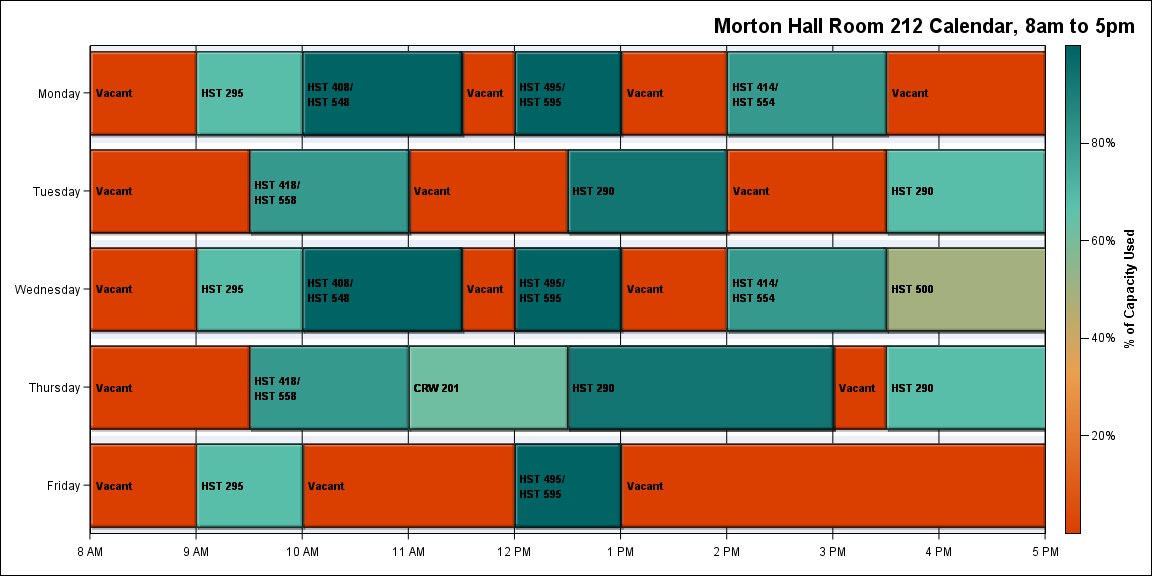 Morton Hall Room 212 Calendar, 8am to 5pm
Monday
Vacant
HST 295
HST 408/
HST 548
Vacant
HST 495/
HST 595
Vacant
HST 414/
HST 554
Vacant
Tuesday
Vacant
HST 418/
HST 558
Vacant
HST 290
Vacant
HST 290
Wednesday
Vacant
HST 295
HST 408/
HST 548
Vacant
HST 495/
HST 595
Vacant
HST 414/
HST 554
HST 500
Thursday
Vacant
HST 418/
HST 558
CRW 201
HST 290
Vacant
HST 290
Friday
Vacant
HST 295
Vacant
HST 495/
HST 595
Vacant
8 AM
9 AM
10 AM
11 AM
12 PM
1 PM
2 PM
3 PM
4 PM
5 PM
80%
60%
40%
20%
% of Capacity Used